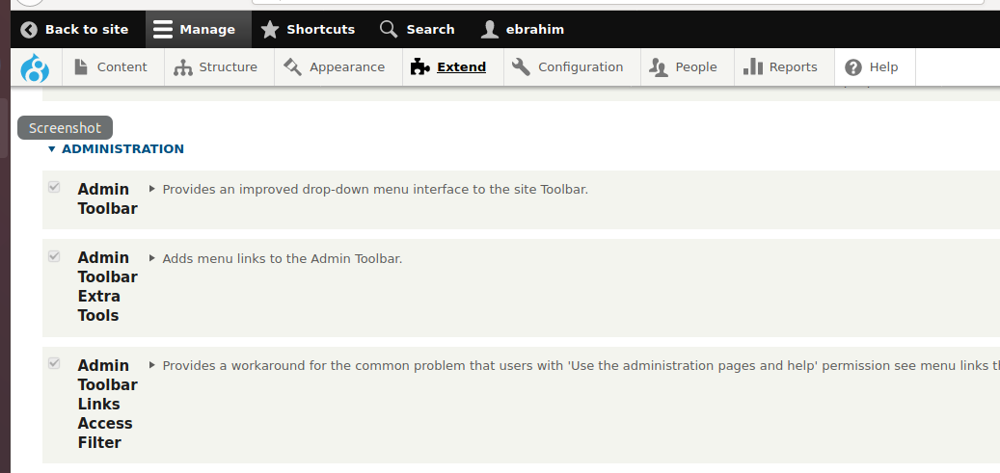 Back to site Manage Shortcuts Search ebrahim
Content Structure Appearance Extend Configuration People Reports Help
Screenshot
ADMINISTRATION
Admin Toolbar Provides an improved drop-down menu interface to the site Toolbar.
Admin Toolbar Extra Tools Adds menu links to the Admin Toolbar.
Admin Toolbar Links Access Filter Provides a workaround for the common problem that users with 'Use the administration pages and help' permission see menu links